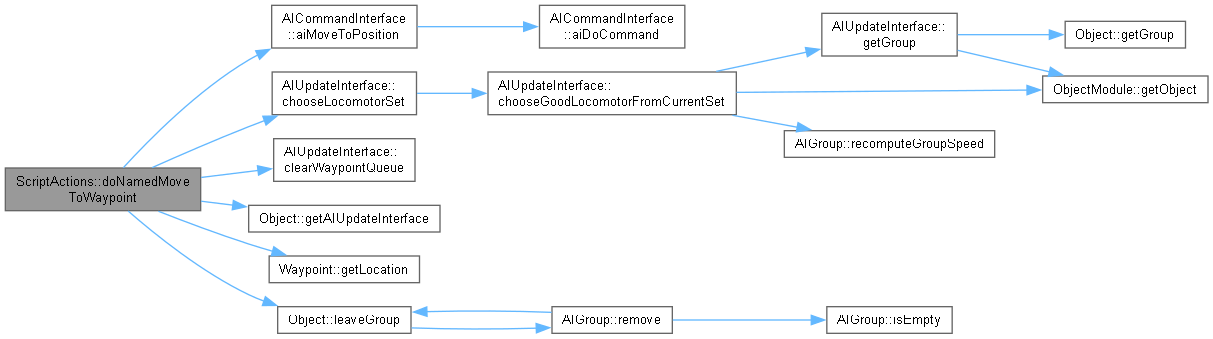 AICommandInterface
::aiMoveToPosition
AICommandInterface
::aiDoCommand
AIUpdateInterface::
getGroup
Object::getGroup
AIUpdateInterface::
chooseLocomotorSet
AIUpdateInterface::
chooseGoodLocomotorFromCurrentSet
ObjectModule::getObject
AIGroup::recomputeGroupSpeed
AIUpdateInterface::
clearWaypointQueue
ScriptActions::doNamedMove
ToWaypoint
Object::getAIUpdateInterface
Waypoint::getLocation
Object::leaveGroup
AIGroup::remove
AIGroup::isEmpty